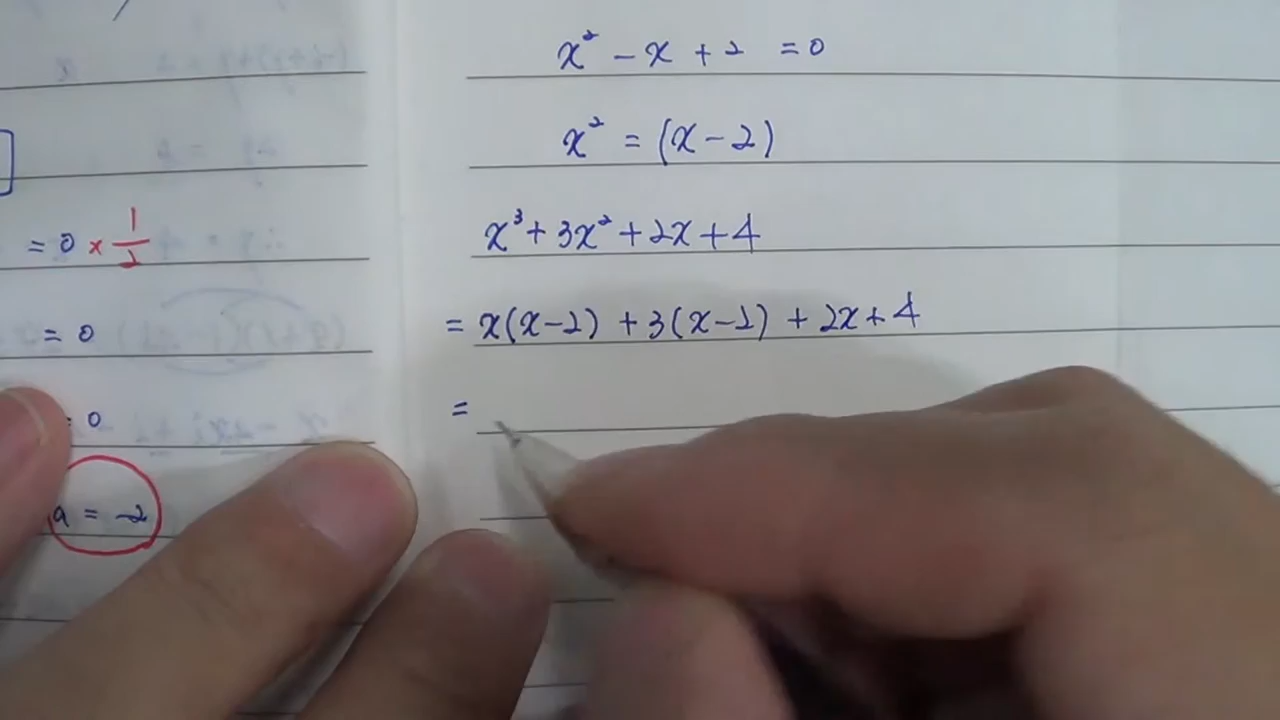 = 0 × 1/2
= 0
= 0
a = -2
x² - x + 2 = 0
x² = (x-2)
x³ + 3x² + 2x + 4
= x(x-2) + 3(x-2) + 2x + 4
=